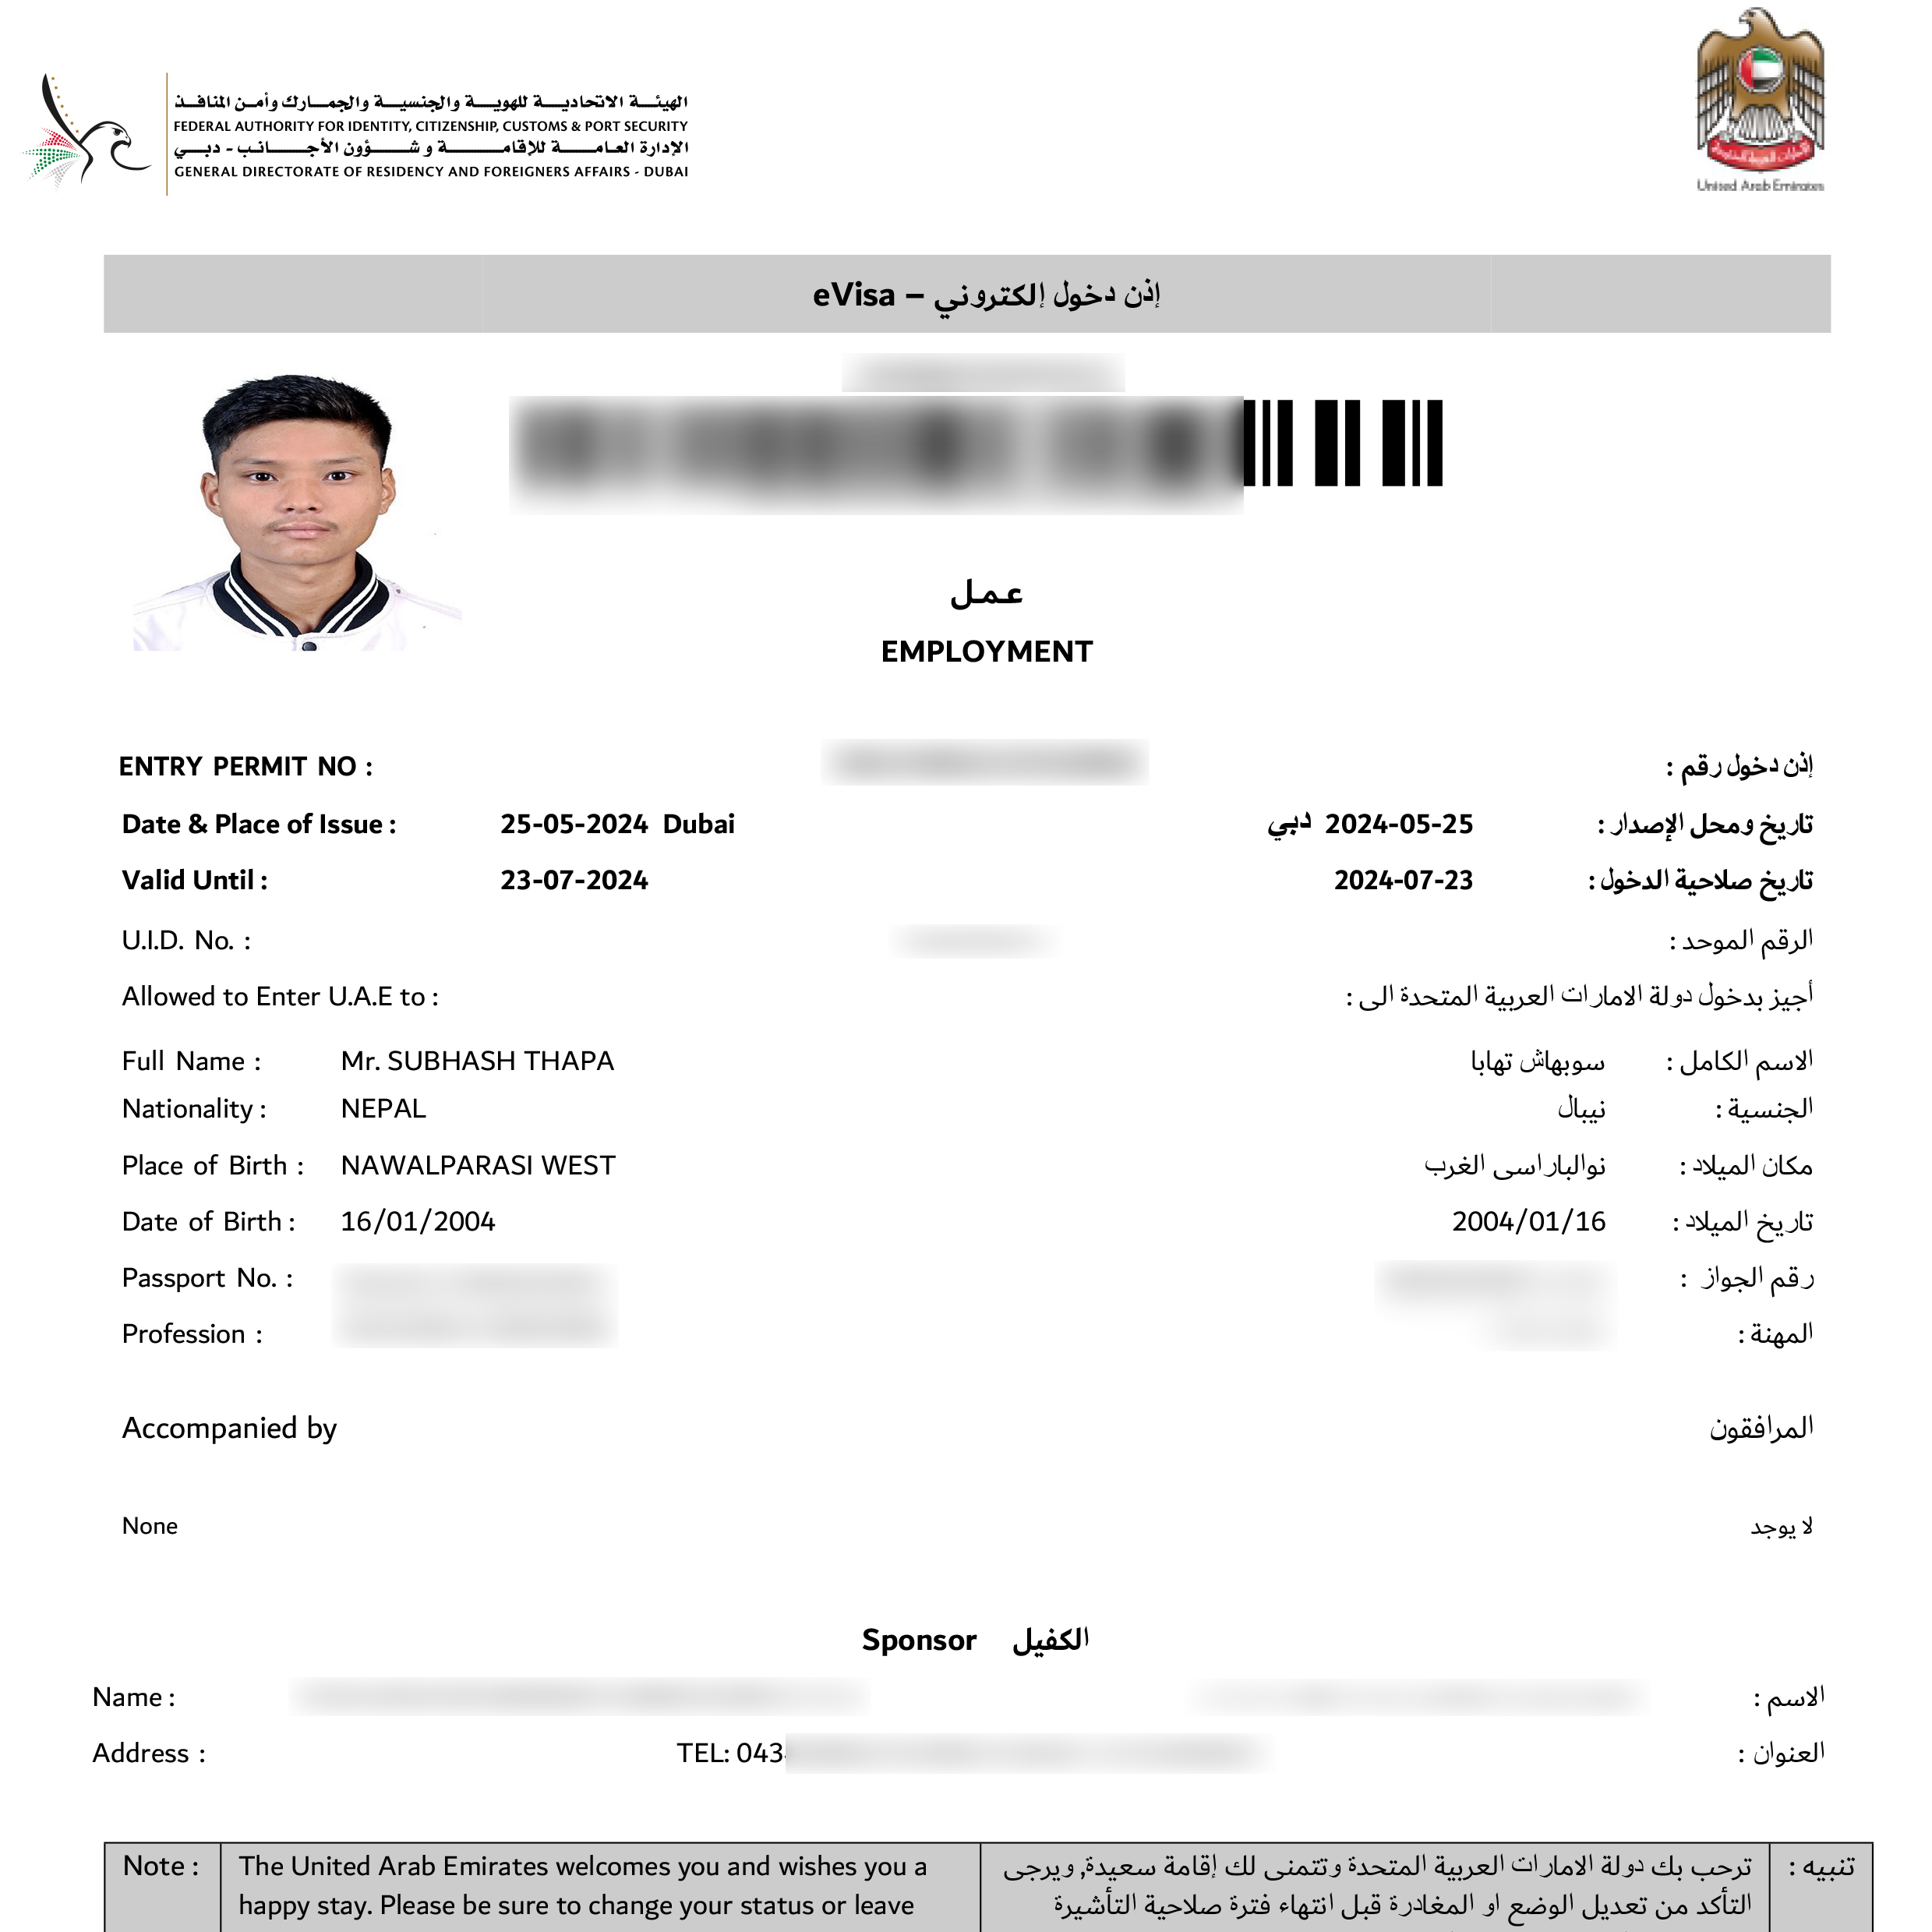 الهيئة الاتحادية للهوية والجنسية والجمارك وأمن المنافذ
FEDERAL AUTHORITY FOR IDENTITY, CITIZENSHIP, CUSTOMS & PORT SECURITY
الإدارة العامة للإقامة و شؤون الأجانب - دبي
GENERAL DIRECTORATE OF RESIDENCY AND FOREIGNERS AFFAIRS - DUBAI
الإمارات العربية المتحدة
United Arab Emirates
إذن دخول إلكتروني – eVisa
عمل
EMPLOYMENT
ENTRY PERMIT NO : إذن دخول رقم :
Date & Place of Issue : 25-05-2024 Dubai دبي 2024-05-25 تاريخ ومحل الإصدار :
Valid Until : 23-07-2024 2024-07-23 تاريخ صلاحية الدخول :
U.I.D. No. : الرقم الموحد :
Allowed to Enter U.A.E to : أجيز بدخول دولة الامارات العربية المتحدة الى :
Full Name : Mr. SUBHASH THAPA سوبهاش تهابا الاسم الكامل :
Nationality : NEPAL نيبال الجنسية :
Place of Birth : NAWALPARASI WEST نوالباراسى الغرب مكان الميلاد :
Date of Birth : 16/01/2004 2004/01/16 تاريخ الميلاد :
Passport No. : رقم الجواز :
Profession : المهنة :
Accompanied by المرافقون
None لا يوجد
Sponsor الكفيل
Name : الاسم :
Address : TEL: 043 العنوان :
Note : The United Arab Emirates welcomes you and wishes you a ترحب بك دولة الامارات العربية المتحدة وتتمنى لك إقامة سعيدة, ويرجى تنبيه :
happy stay. Please be sure to change your status or leave التأكد من تعديل الوضع او المغادرة قبل انتهاء فترة صلاحية التأشيرة